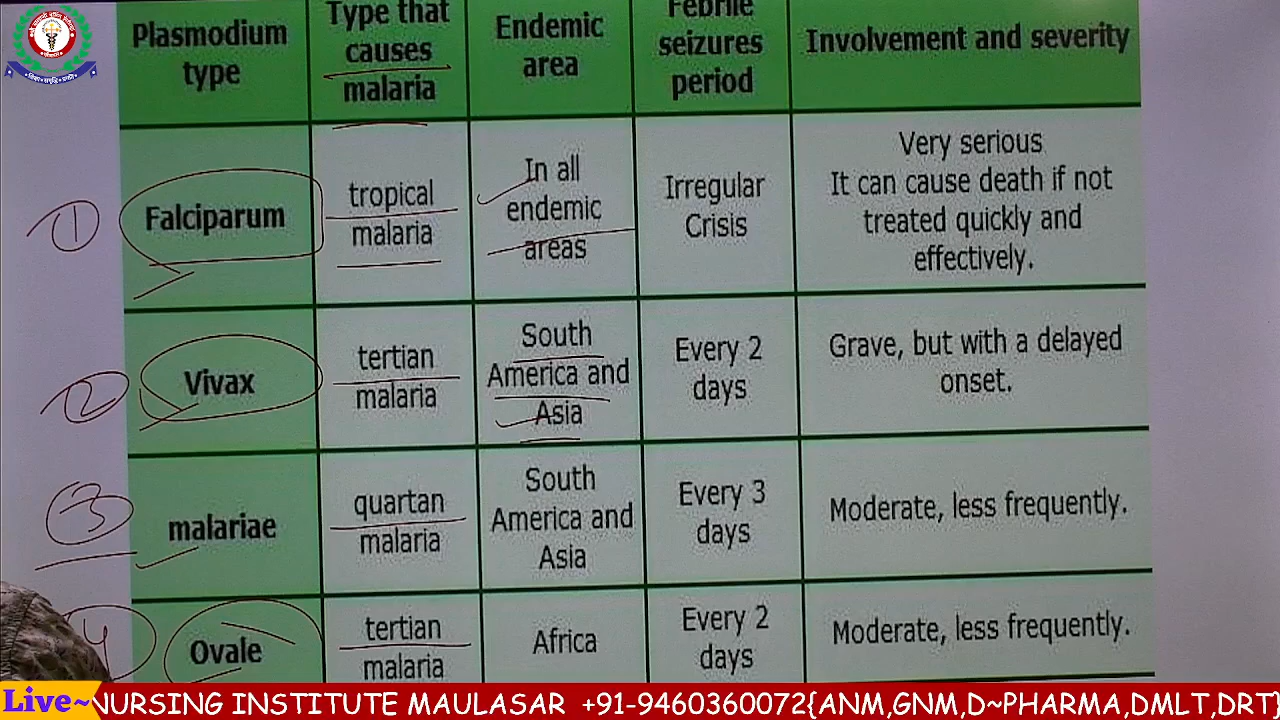 Plasmodium
type
Type that
causes
malaria
Endemic
area
Febrile
seizures
period
Involvement and severity
①
Falciparum
tropical
malaria
In all
endemic
areas
Irregular
Crisis
Very serious
It can cause death if not
treated quickly and
effectively.
②
Vivax
tertian
malaria
South
America and
Asia
Every 2
days
Grave, but with a delayed
onset.
③
malariae
quartan
malaria
South
America and
Asia
Every 3
days
Moderate, less frequently.
4
Ovale
tertian
malaria
Africa
Every 2
days
Moderate, less frequently.
Live~
NURSING INSTITUTE MAULASAR +91-9460360072{ANM,GNM,D~PHARMA,DMLT,DRT}